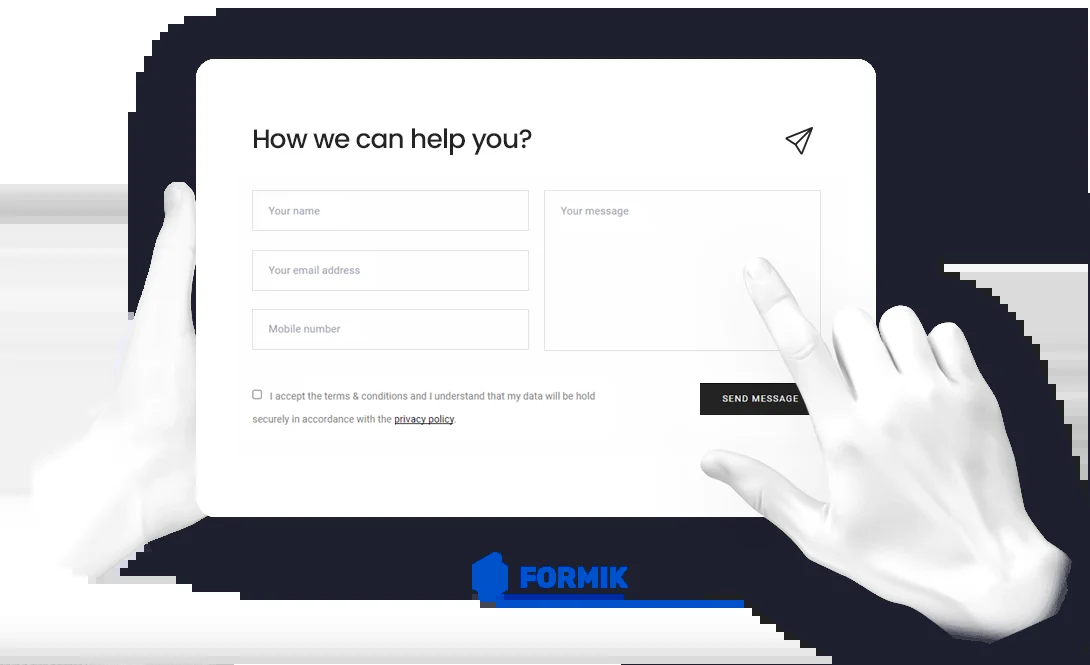 How we can help you?
Your name
Your message
Your email address
Mobile number
I accept the terms & conditions and I understand that my data will be hold
securely in accordance with the privacy policy.
SEND MESSAGE
FORMIK